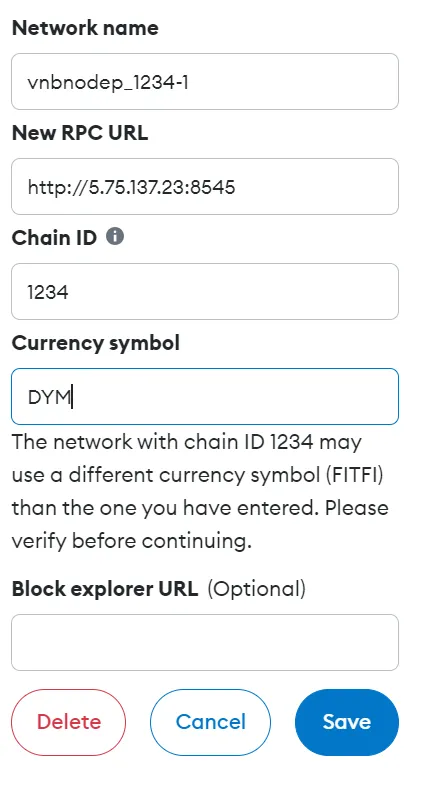 Network name
vnbnodep_1234-1
New RPC URL
http://5.75.137.23:8545
Chain ID
1234
Currency symbol
DYM
The network with chain ID 1234 may
use a different currency symbol (FITFI)
than the one you have entered. Please
verify before continuing.
Block explorer URL (Optional)
Delete Cancel Save